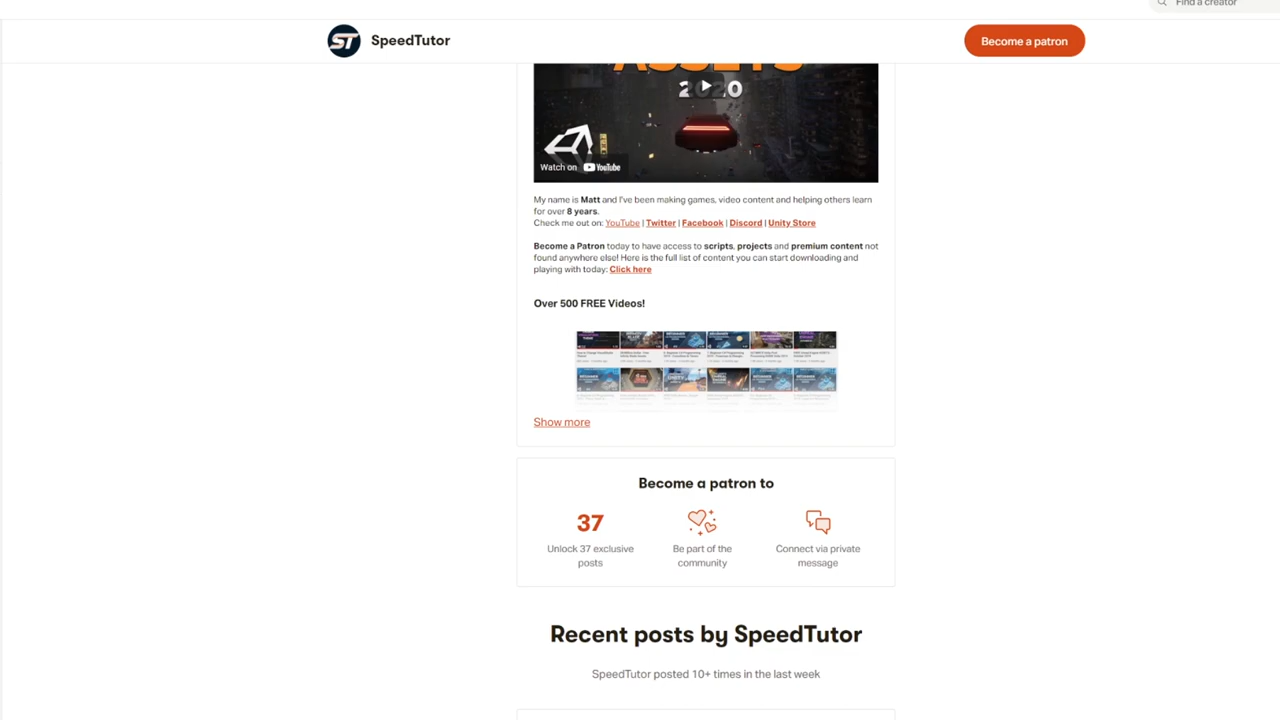 Find a creator
ST SpeedTutor
Become a patron
ASSETS
2020
Watch on YouTube
My name is Matt and I've been making games, video content and helping others learn
for over 8 years.
Check me out on: YouTube | Twitter | Facebook | Discord | Unity Store
Become a Patron today to have access to scripts, projects and premium content not
found anywhere else! Here is the full list of content you can start downloading and
playing with today: Click here
Over 500 FREE Videos!
Show more
Become a patron to
37
Unlock 37 exclusive
posts
Be part of the
community
Connect via private
message
Recent posts by SpeedTutor
SpeedTutor posted 10+ times in the last week